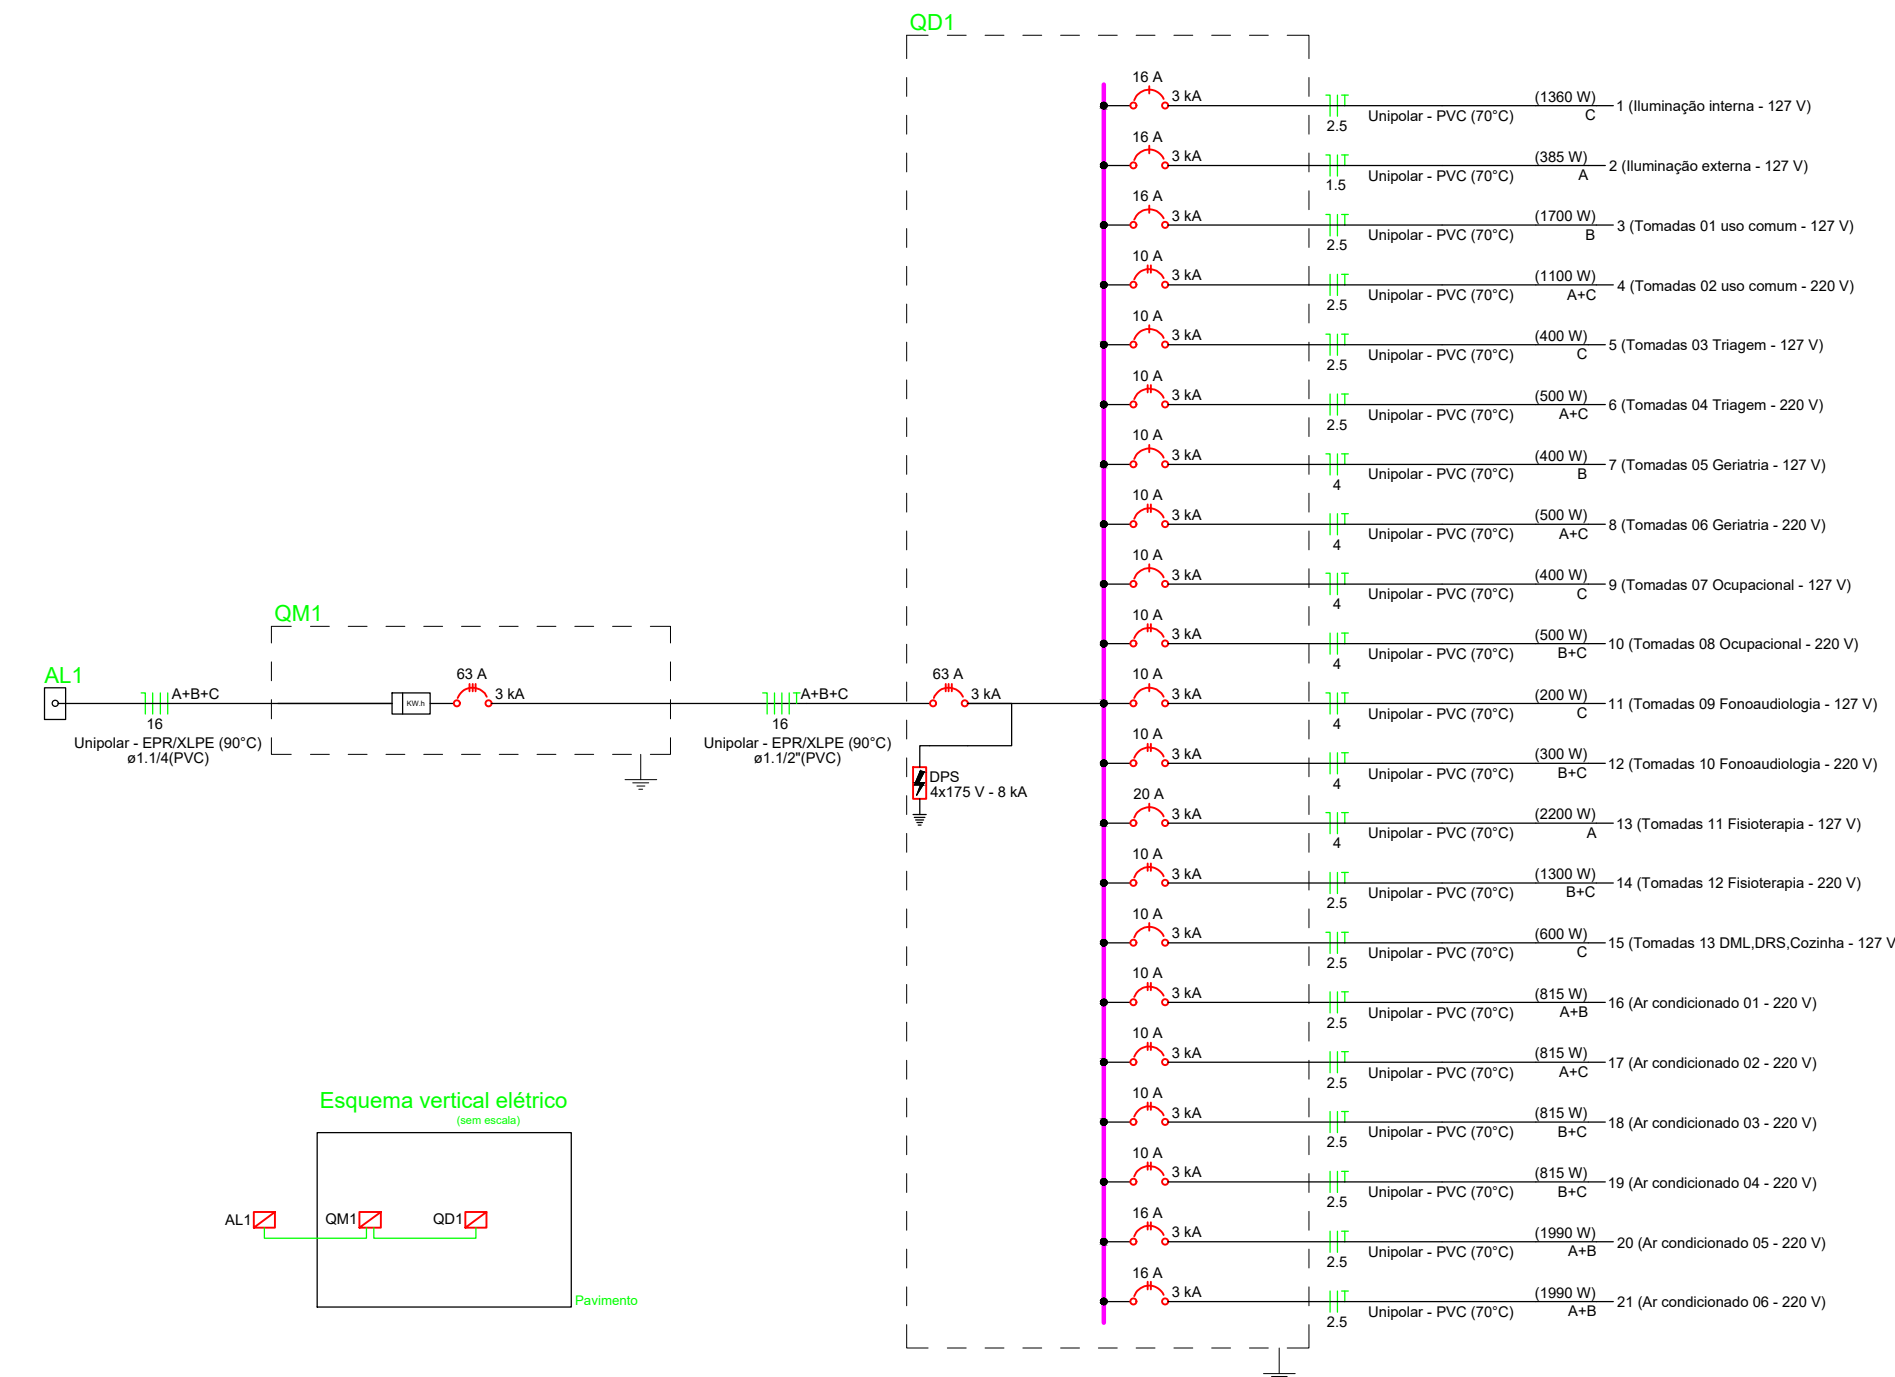 QD1
16 A
3 kA
2.5
Unipolar - PVC (70°C)
(1360 W)
C
1 (Iluminação interna - 127 V)
16 A
3 kA
1.5
Unipolar - PVC (70°C)
(385 W)
A
2 (Iluminação externa - 127 V)
16 A
3 kA
2.5
Unipolar - PVC (70°C)
(1700 W)
B
3 (Tomadas 01 uso comum - 127 V)
10 A
3 kA
2.5
Unipolar - PVC (70°C)
(1100 W)
A+C
4 (Tomadas 02 uso comum - 220 V)
10 A
3 kA
2.5
Unipolar - PVC (70°C)
(400 W)
C
5 (Tomadas 03 Triagem - 127 V)
10 A
3 kA
2.5
Unipolar - PVC (70°C)
(500 W)
A+C
6 (Tomadas 04 Triagem - 220 V)
10 A
3 kA
4
Unipolar - PVC (70°C)
(400 W)
B
7 (Tomadas 05 Geriatria - 127 V)
10 A
3 kA
4
Unipolar - PVC (70°C)
(500 W)
A+C
8 (Tomadas 06 Geriatria - 220 V)
10 A
3 kA
4
Unipolar - PVC (70°C)
(400 W)
C
9 (Tomadas 07 Ocupacional - 127 V)
10 A
3 kA
4
Unipolar - PVC (70°C)
(500 W)
B+C
10 (Tomadas 08 Ocupacional - 220 V)
QM1
AL1
A+B+C
16
Unipolar - EPR/XLPE (90°C)
ø1.1/4(PVC)
KW.h
63 A
3 kA
A+B+C
16
Unipolar - EPR/XLPE (90°C)
ø1.1/2"(PVC)
63 A
3 kA
DPS
4x175 V - 8 kA
10 A
3 kA
4
Unipolar - PVC (70°C)
(200 W)
C
11 (Tomadas 09 Fonoaudiologia - 127 V)
10 A
3 kA
4
Unipolar - PVC (70°C)
(300 W)
B+C
12 (Tomadas 10 Fonoaudiologia - 220 V)
20 A
3 kA
4
Unipolar - PVC (70°C)
(2200 W)
A
13 (Tomadas 11 Fisioterapia - 127 V)
10 A
3 kA
2.5
Unipolar - PVC (70°C)
(1300 W)
B+C
14 (Tomadas 12 Fisioterapia - 220 V)
10 A
3 kA
2.5
Unipolar - PVC (70°C)
(600 W)
C
15 (Tomadas 13 DML,DRS,Cozinha - 127 V
10 A
3 kA
2.5
Unipolar - PVC (70°C)
(815 W)
A+B
16 (Ar condicionado 01 - 220 V)
10 A
3 kA
2.5
Unipolar - PVC (70°C)
(815 W)
A+C
17 (Ar condicionado 02 - 220 V)
10 A
3 kA
2.5
Unipolar - PVC (70°C)
(815 W)
B+C
18 (Ar condicionado 03 - 220 V)
10 A
3 kA
2.5
Unipolar - PVC (70°C)
(815 W)
B+C
19 (Ar condicionado 04 - 220 V)
16 A
3 kA
2.5
Unipolar - PVC (70°C)
(1990 W)
A+B
20 (Ar condicionado 05 - 220 V)
16 A
3 kA
2.5
Unipolar - PVC (70°C)
(1990 W)
A+B
21 (Ar condicionado 06 - 220 V)
Esquema vertical elétrico
(sem escala)
AL1
QM1
QD1
Pavimento